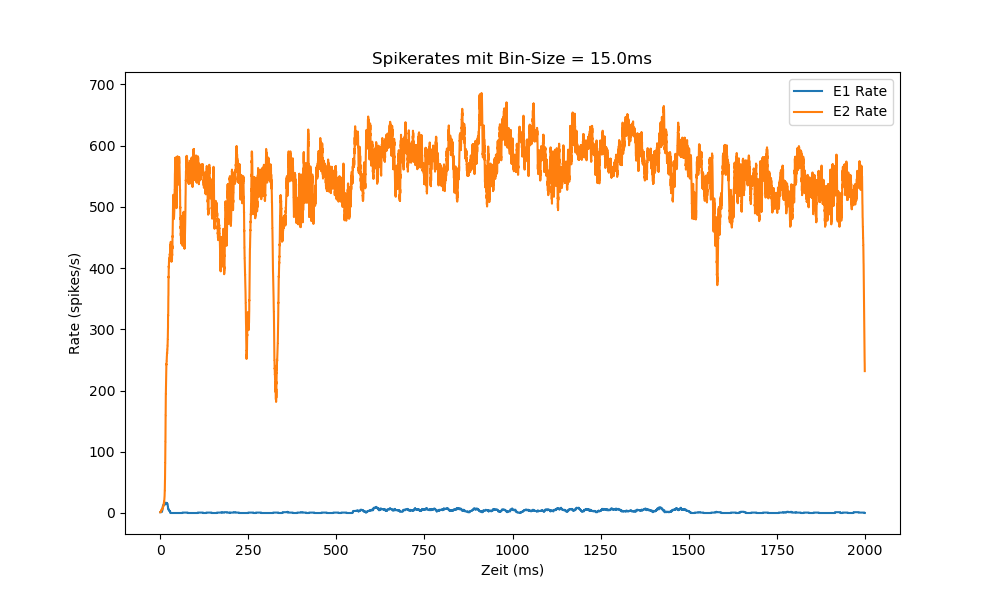 Spikerates mit Bin-Size = 15.0ms
E1 Rate
E2 Rate
700
600
500
400
300
200
100
0
Rate (spikes/s)
0 250 500 750 1000 1250 1500 1750 2000
Zeit (ms)